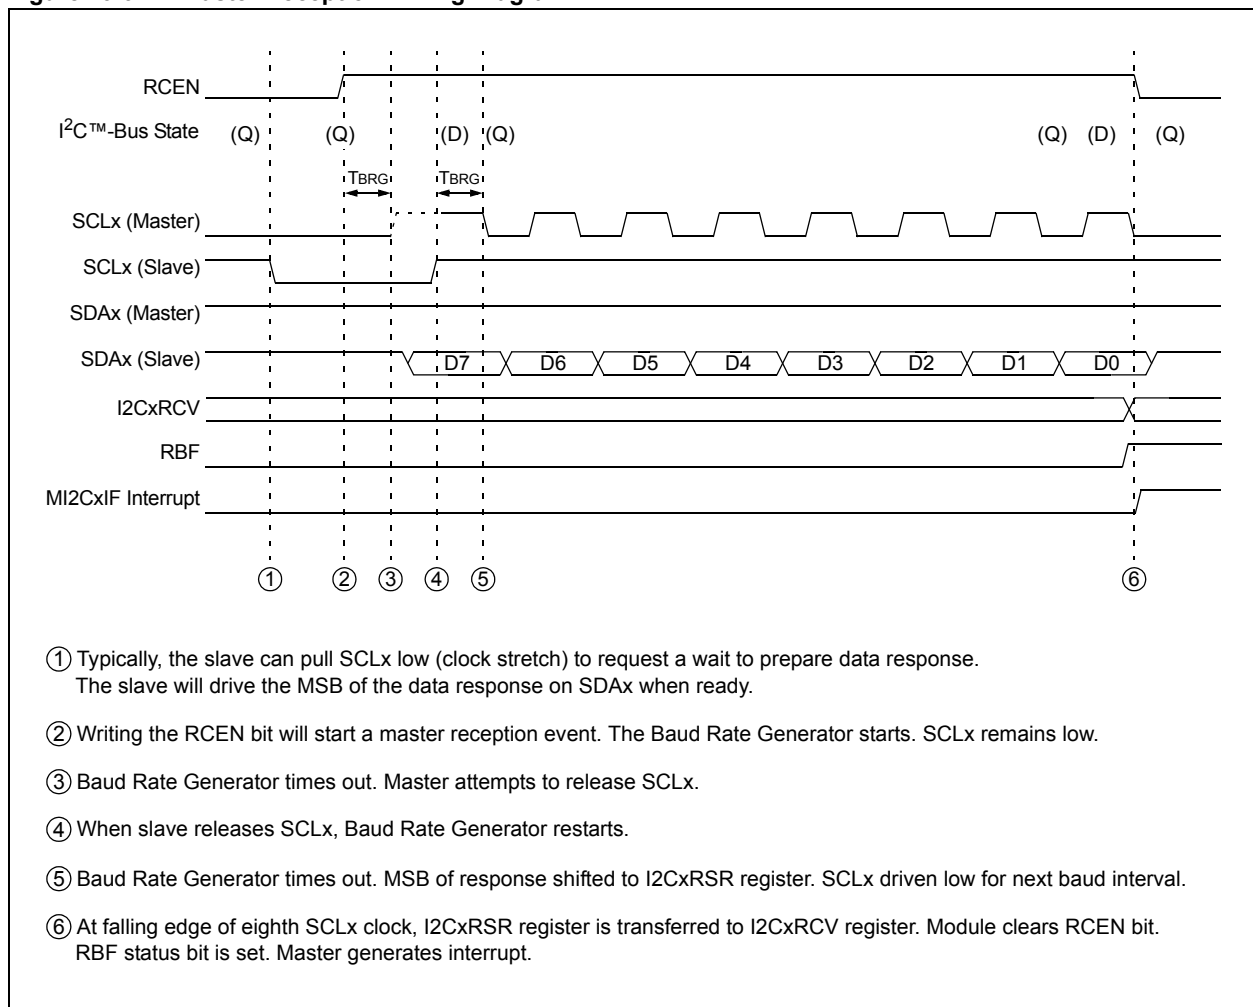 RCEN
I2C™-Bus State (Q) (Q) (D) (Q) (Q) (D) (Q)
TBRG TBRG
SCLx (Master)
SCLx (Slave)
SDAx (Master)
SDAx (Slave) D7 D6 D5 D4 D3 D2 D1 D0
I2CxRCV
RBF
MI2CxIF Interrupt
1 2 3 4 5 6
1 Typically, the slave can pull SCLx low (clock stretch) to request a wait to prepare data response.
The slave will drive the MSB of the data response on SDAx when ready.
2 Writing the RCEN bit will start a master reception event. The Baud Rate Generator starts. SCLx remains low.
3 Baud Rate Generator times out. Master attempts to release SCLx.
4 When slave releases SCLx, Baud Rate Generator restarts.
5 Baud Rate Generator times out. MSB of response shifted to I2CxRSR register. SCLx driven low for next baud interval.
6 At falling edge of eighth SCLx clock, I2CxRSR register is transferred to I2CxRCV register. Module clears RCEN bit.
RBF status bit is set. Master generates interrupt.